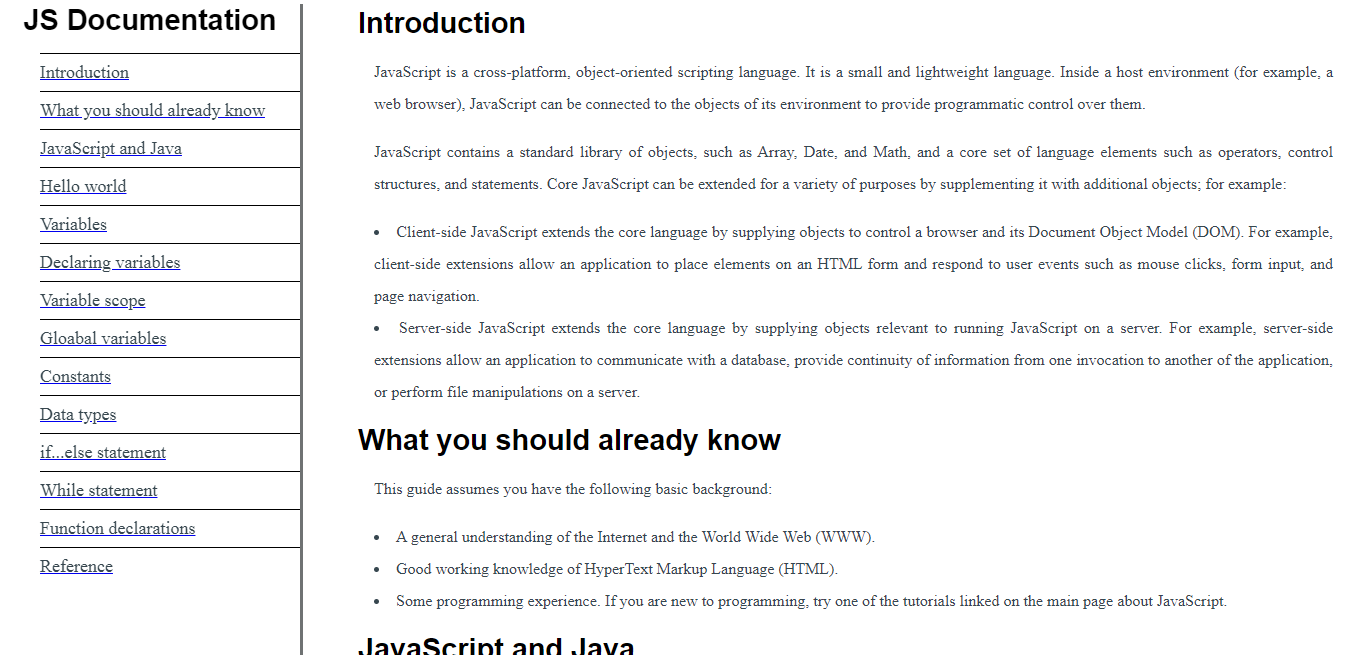 JS Documentation
Introduction
What you should already know
JavaScript and Java
Hello world
Variables
Declaring variables
Variable scope
Gloabal variables
Constants
Data types
if...else statement
While statement
Function declarations
Reference
Introduction
JavaScript is a cross-platform, object-oriented scripting language. It is a small and lightweight language. Inside a host environment (for example, a
web browser), JavaScript can be connected to the objects of its environment to provide programmatic control over them.
JavaScript contains a standard library of objects, such as Array, Date, and Math, and a core set of language elements such as operators, control
structures, and statements. Core JavaScript can be extended for a variety of purposes by supplementing it with additional objects; for example:
• Client-side JavaScript extends the core language by supplying objects to control a browser and its Document Object Model (DOM). For example,
client-side extensions allow an application to place elements on an HTML form and respond to user events such as mouse clicks, form input, and
page navigation.
• Server-side JavaScript extends the core language by supplying objects relevant to running JavaScript on a server. For example, server-side
extensions allow an application to communicate with a database, provide continuity of information from one invocation to another of the application,
or perform file manipulations on a server.
What you should already know
This guide assumes you have the following basic background:
• A general understanding of the Internet and the World Wide Web (WWW).
• Good working knowledge of HyperText Markup Language (HTML).
• Some programming experience. If you are new to programming, try one of the tutorials linked on the main page about JavaScript.
JavaScript and Java